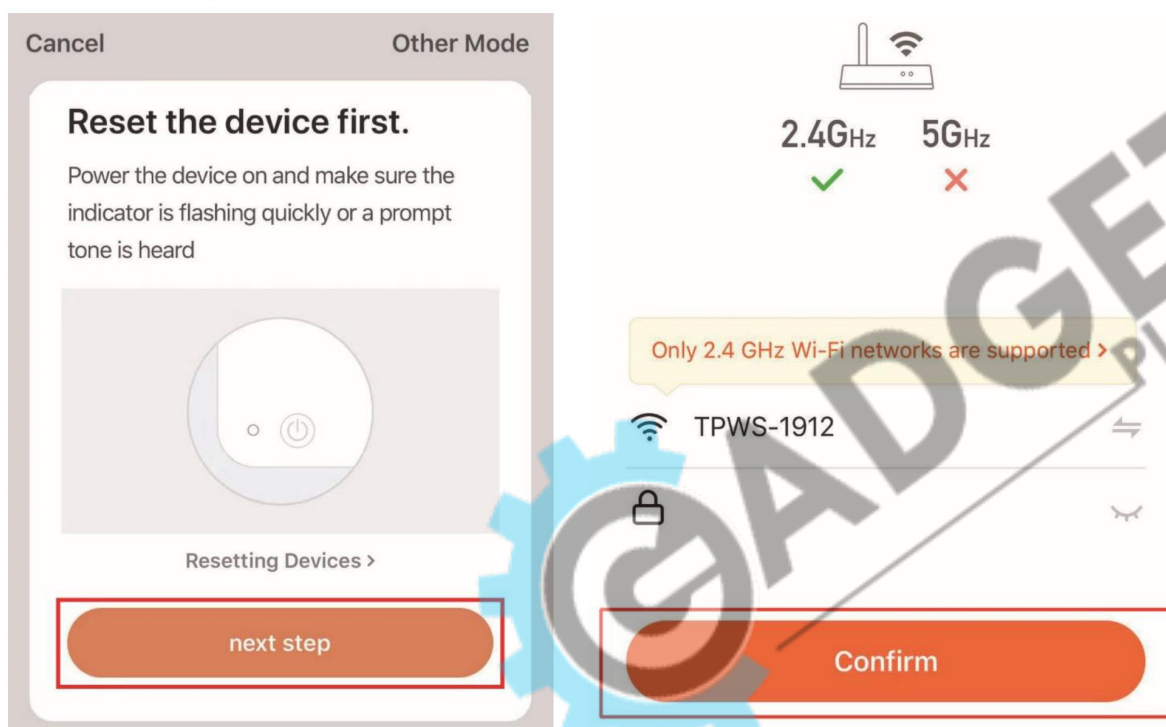 Cancel
Other Mode
Reset the device first.
Power the device on and make sure the
indicator is flashing quickly or a prompt
tone is heard
Resetting Devices >
next step
2.4GHz
5GHz
Only 2.4 GHz Wi-Fi networks are supported >
TPWS-1912
Confirm
GADGET